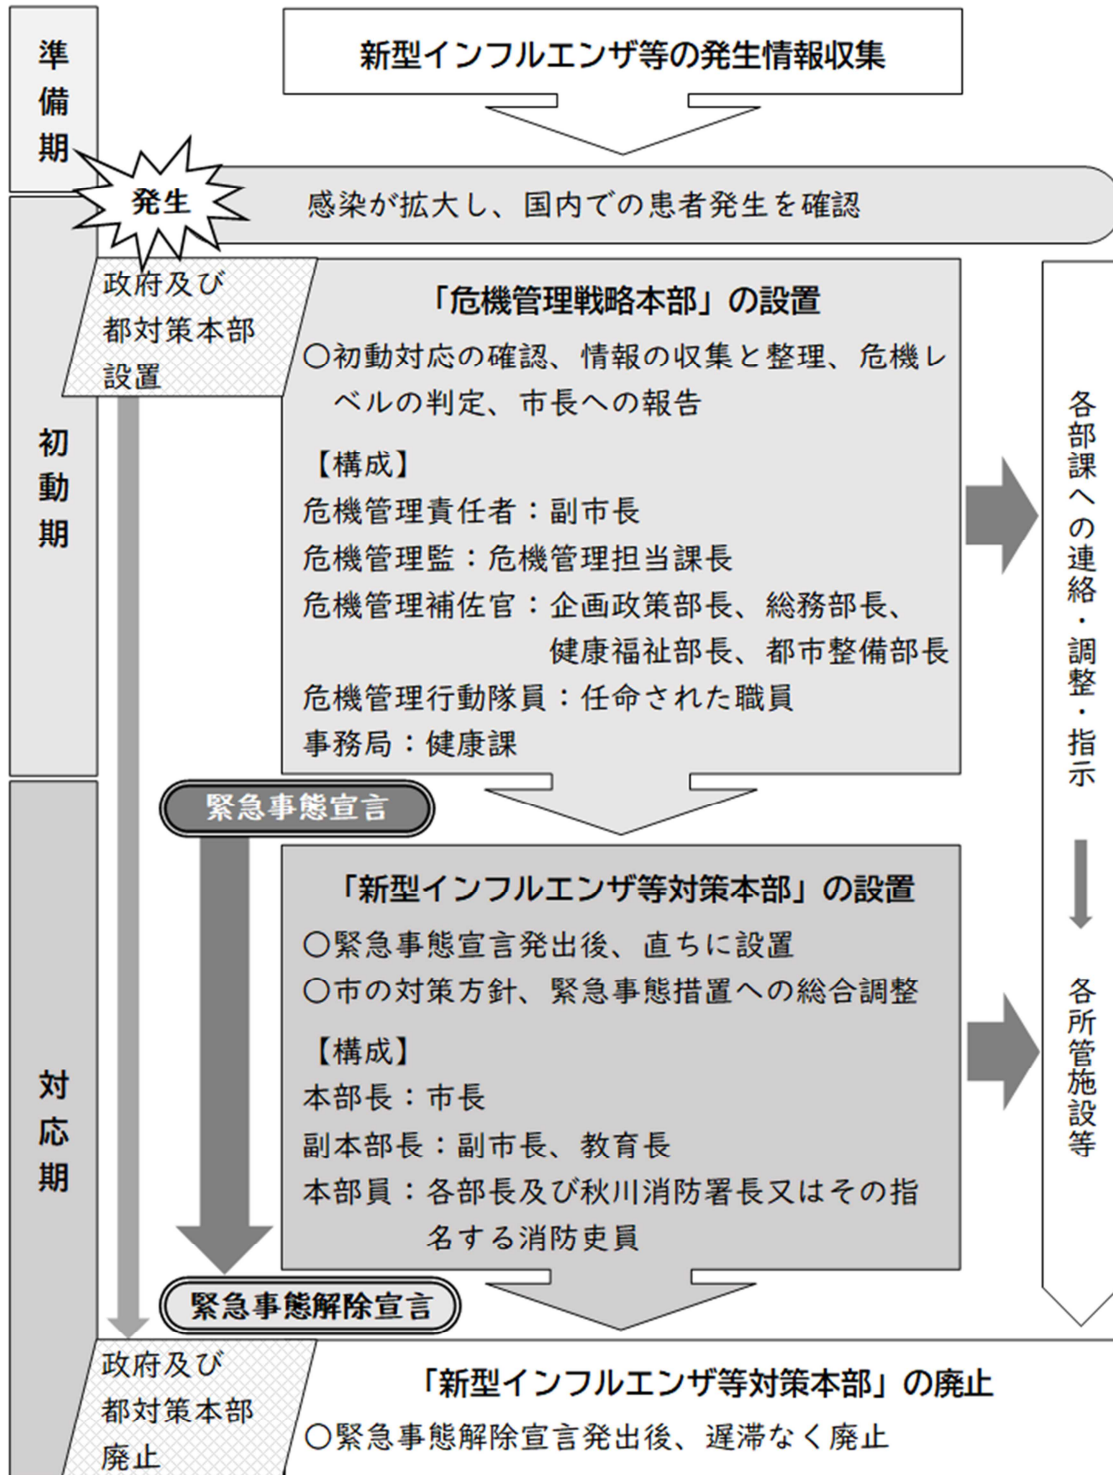 準備期
新型インフルエンザ等の発生情報収集
発生
感染が拡大し、国内での患者発生を確認
初動期
政府及び
都対策本部
設置
「危機管理戦略本部」の設置
〇初動対応の確認、情報の収集と整理、危機レ
ベルの判定、市長への報告
【構成】
危機管理責任者：副市長
危機管理監：危機管理担当課長
危機管理補佐官：企画政策部長、総務部長、
健康福祉部長、都市整備部長
危機管理行動隊員：任命された職員
事務局：健康課
各部課への連絡・調整・指示
対応期
緊急事態宣言
「新型インフルエンザ等対策本部」の設置
〇緊急事態宣言発出後、直ちに設置
〇市の対策方針、緊急事態措置への総合調整
【構成】
本部長：市長
副本部長：副市長、教育長
本部員：各部長及び秋川消防署長又はその指
名する消防吏員
各所管施設等
緊急事態解除宣言
政府及び
都対策本部
廃止
「新型インフルエンザ等対策本部」の廃止
〇緊急事態解除宣言発出後、遅滞なく廃止